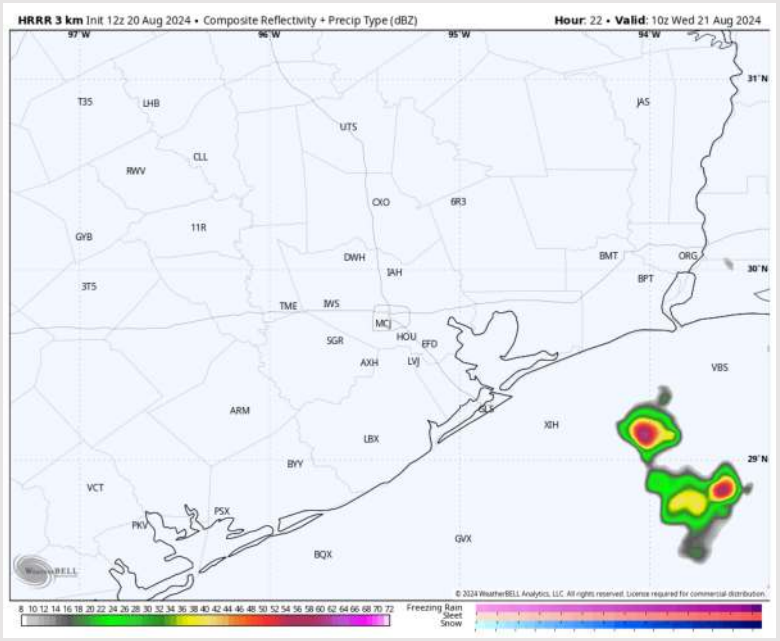 HRRR 3 km Init 12z 20 Aug 2024 • Composite Reflectivity + Precip Type (dBZ) Hour: 22 • Valid: 10z Wed 21 Aug 2024
97°W 96°W 95°W 94°W
31°N
T35 LHB JAS
UTS
CLL
RWV
CXO 6R3
11R
GYB
DWH BMT ORG
IAH 30°N
BPT
3T5
TME IWS
MCJ
HOU
SGR EFD
AXH LVJ VBS
ARM GLS
XIH
LBX
BYY 29°N
VCT
PSX
PKV
GVX
BQX
WeatherBELL
© 2024 WeatherBELL Analytics, LLC. All rights reserved. License required for commercial distribution.
8 10 12 14 16 18 20 22 24 26 28 30 32 34 36 38 40 42 44 46 48 50 52 54 56 58 60 62 64 66 68 70 72
Freezing Rain
Sleet
Snow